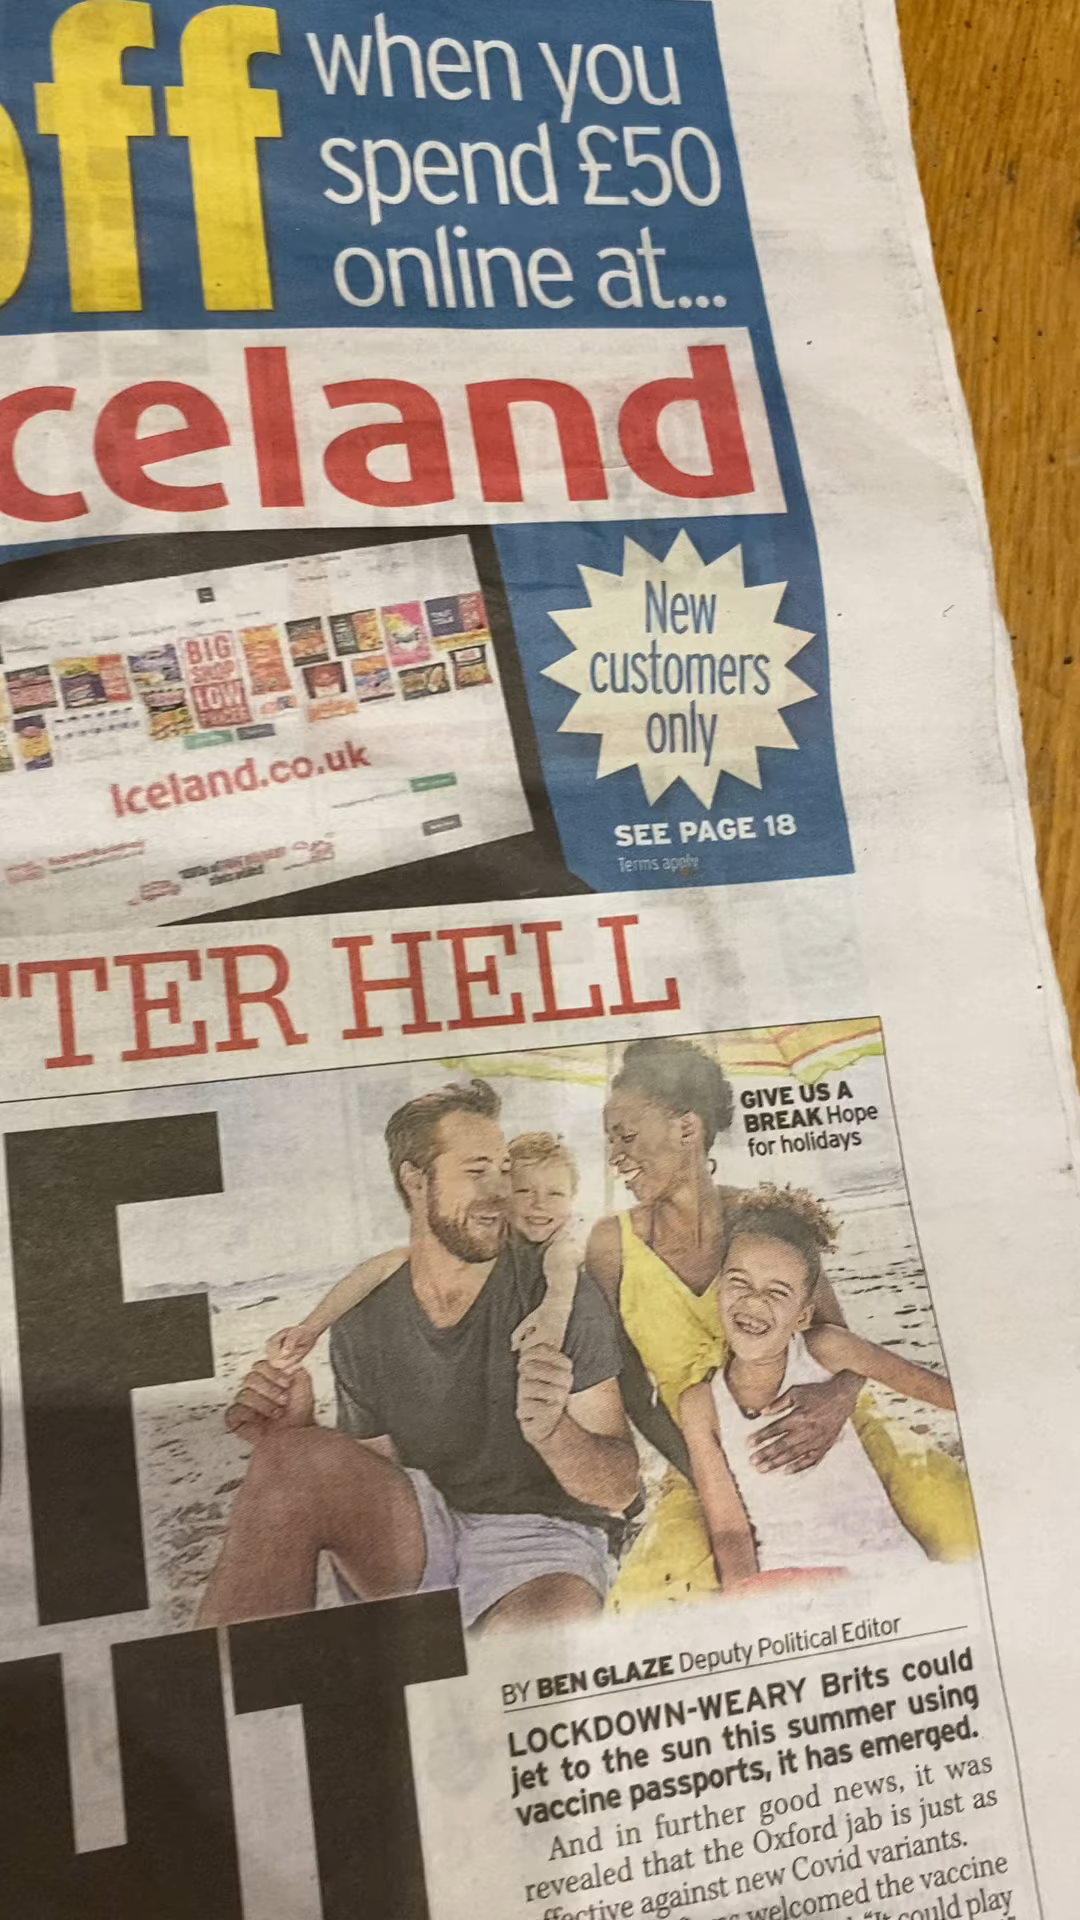 off when you
spend £50
online at...
celand
New
customers
only
BIG
SHOP
LOW
Iceland.co.uk
SEE PAGE 18
Terms apply
TER HELL
GIVE US A
BREAK Hope
for holidays
F
UT
BY BEN GLAZE Deputy Political Editor
LOCKDOWN-WEARY Brits could
jet to the sun this summer using
vaccine passports, it has emerged.
And in further good news, it was
revealed that the Oxford jab is just as
ffective against new Covid variants.
welcomed the vaccine
"It could play